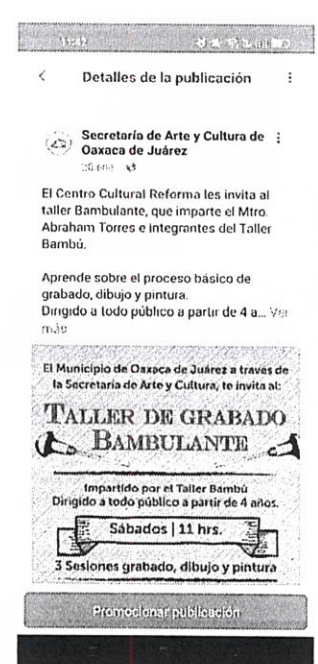 Detalles de la publicación
Secretaría de Arte y Cultura de
Oaxaca de Juárez
El Centro Cultural Reforma les invita al
taller Bambulante, que imparte el Mtro.
Abraham Torres e integrantes del Taller
Bambú.
Aprende sobre el proceso básico de
grabado, dibujo y pintura.
Dirigido a todo público a partir de 4 a... Ver
más
El Municipio de Oaxaca de Juárez a través de
la Secretaría de Arte y Cultura, te invita al:
TALLER DE GRABADO
BAMBULANTE
Impartido por el Taller Bambú
Dirigido a todo público a partir de 4 años.
Sábados | 11 hrs.
3 Sesiones grabado, dibujo y pintura
Promocionar publicación